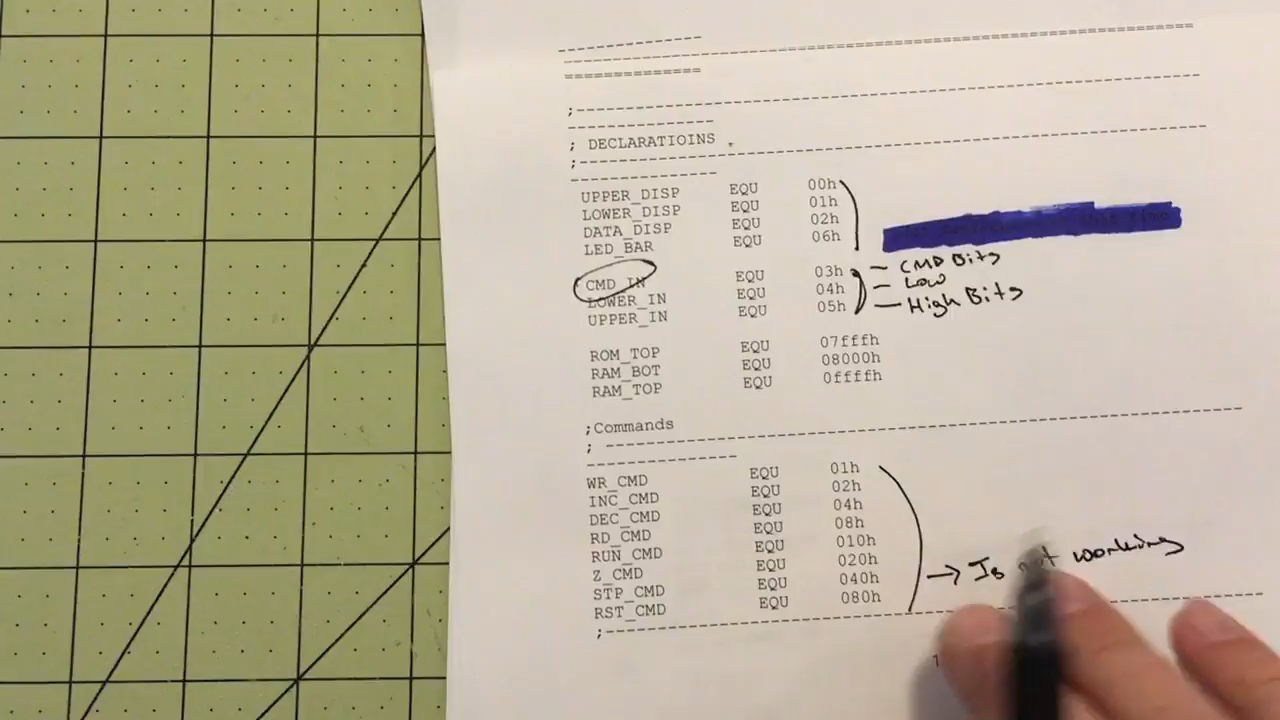 ; DECLARATIOINS
UPPER_DISP EQU 00h
LOWER_DISP EQU 01h
DATA_DISP EQU 02h
LED_BAR EQU 06h
CMD_IN EQU 03h - CMD Bits
LOWER_IN EQU 04h - Low
UPPER_IN EQU 05h - High Bits
ROM_TOP EQU 07fffh
RAM_BOT EQU 08000h
RAM_TOP EQU 0ffffh
;Commands
WR_CMD EQU 01h
INC_CMD EQU 02h
DEC_CMD EQU 04h
RD_CMD EQU 08h
RUN_CMD EQU 010h
Z_CMD EQU 020h
STP_CMD EQU 040h
RST_CMD EQU 080h
→ Is not working